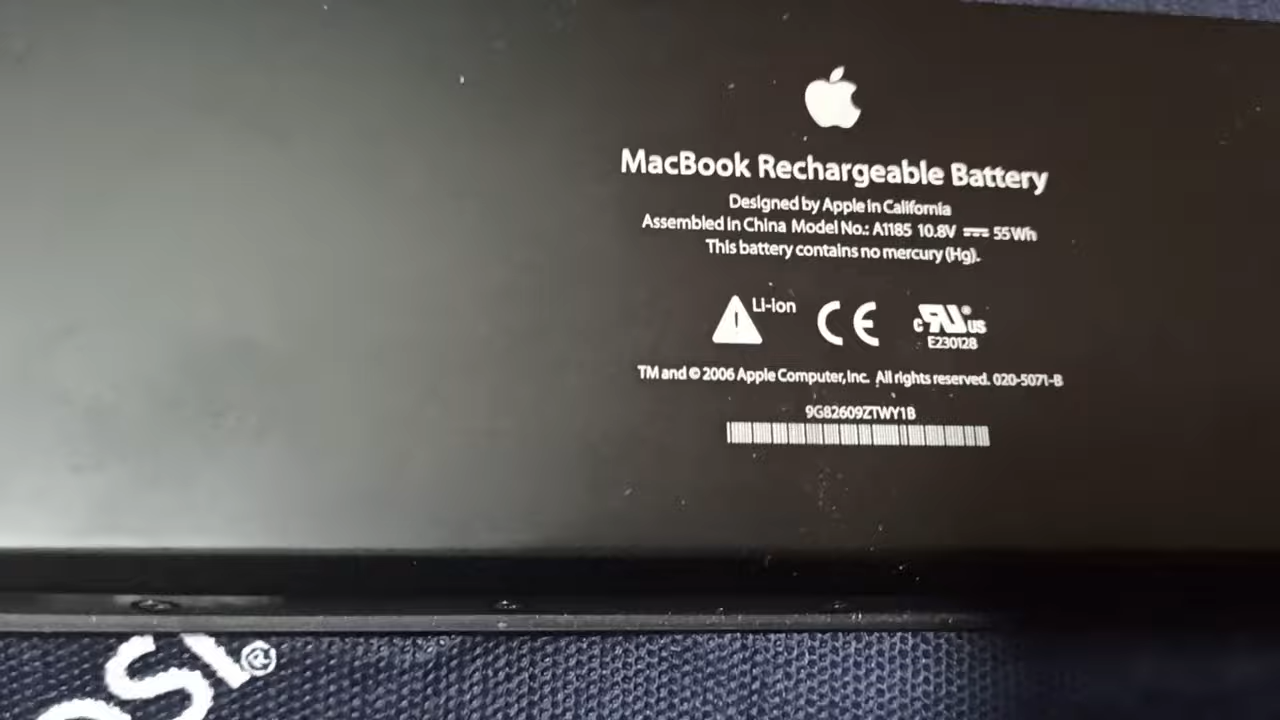 MacBook Rechargeable Battery
Designed by Apple in California
Assembled in China Model No.: A1185 10.8V ⎓ 55Wh
This battery contains no mercury (Hg).
Li-ion
CE
c RU® us
E230128
TM and © 2006 Apple Computer, Inc. All rights reserved. 020-5071-B
9G82609ZTWY1B
OSI®